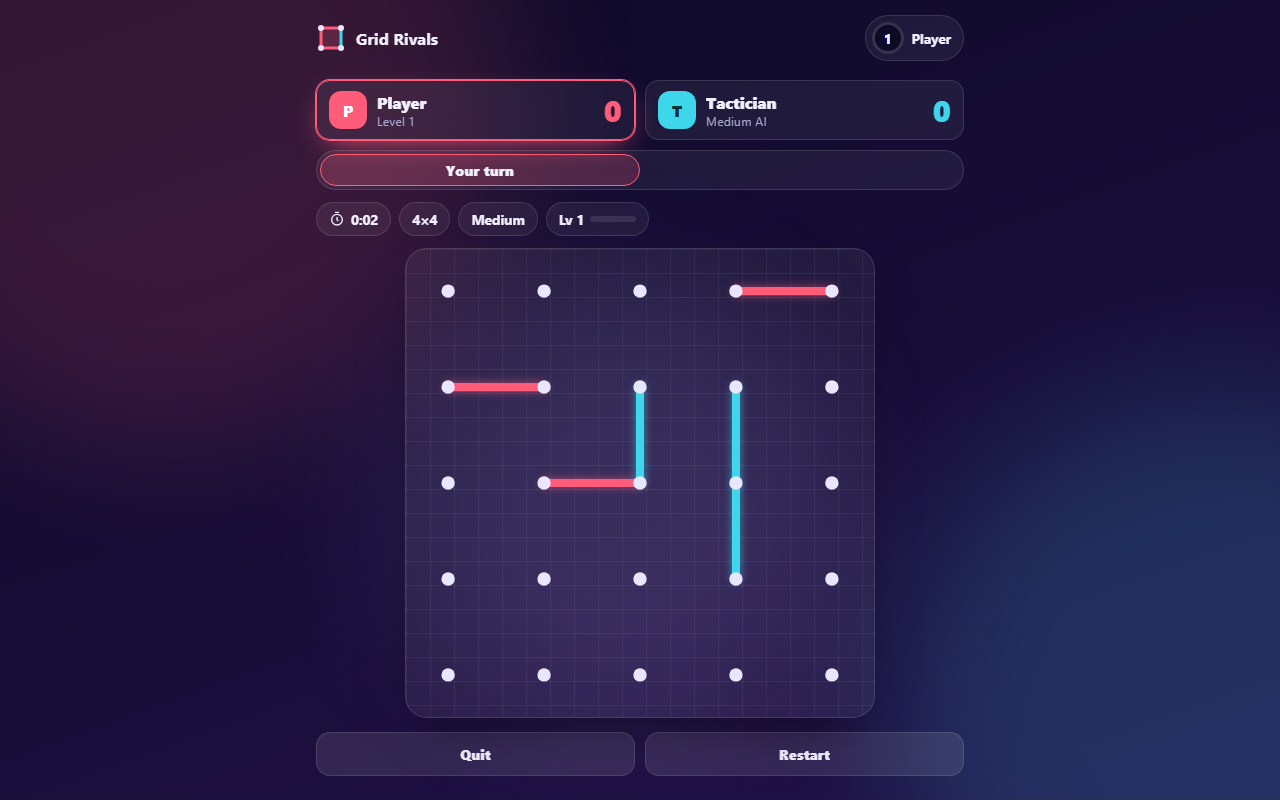 Grid Rivals
1 Player
P Player 0
Level 1
T Tactician 0
Medium AI
Your turn
0:02 4×4 Medium Lv 1
Quit Restart